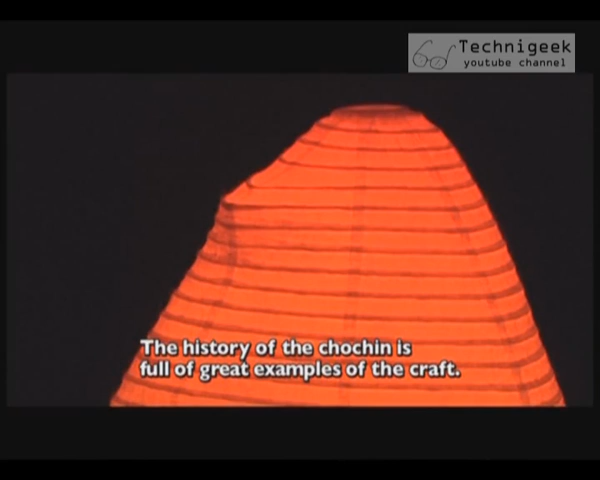 Technigeek
youtube channel
The history of the chochin is
full of great examples of the craft.